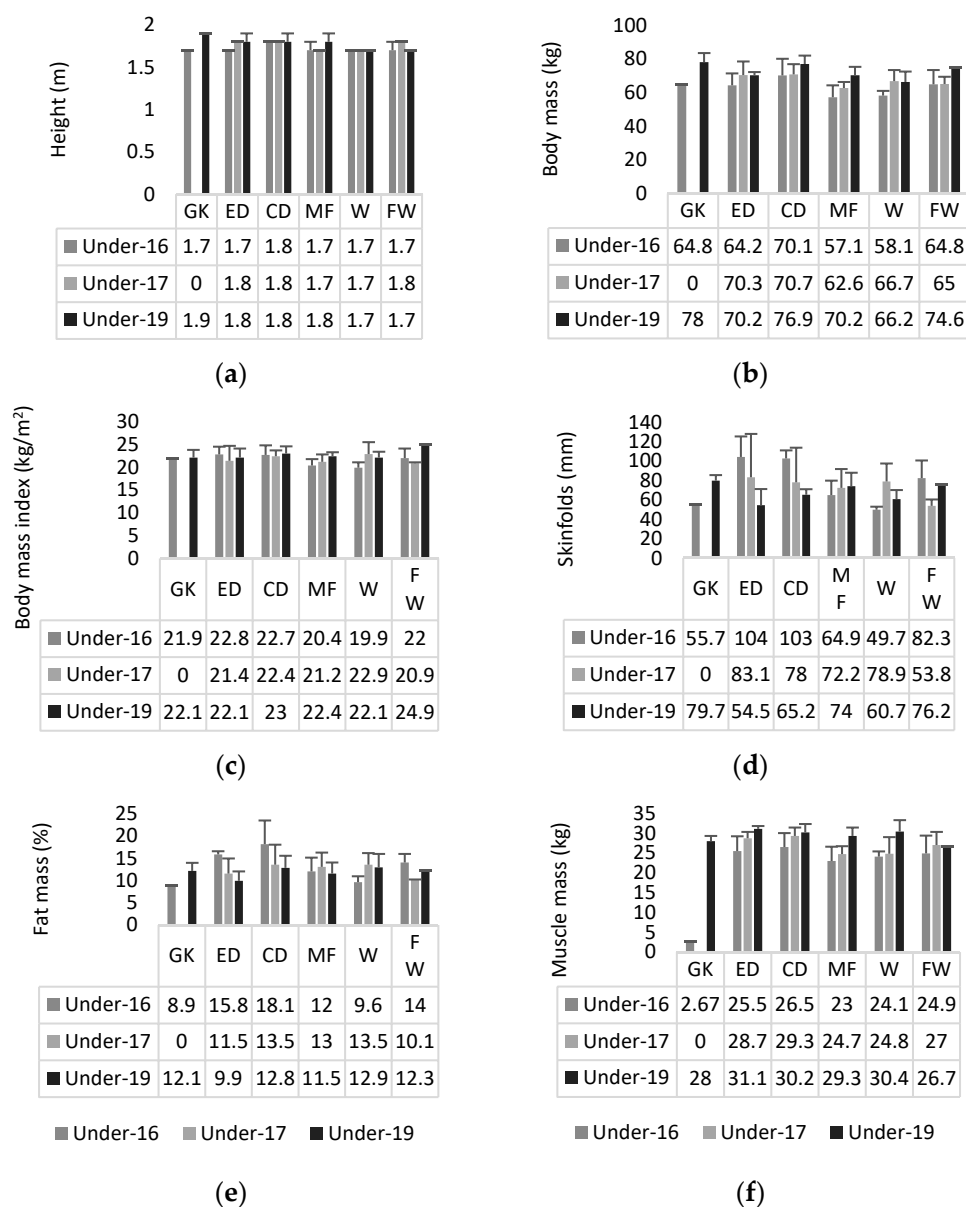 Height (m)
2
1.5
1
0.5
0
GK ED CD MF W FW
Under-16 1.7 1.7 1.8 1.7 1.7 1.7
Under-17 0 1.8 1.8 1.7 1.7 1.8
Under-19 1.9 1.8 1.8 1.8 1.7 1.7
(a)
Body mass (kg)
100
80
60
40
20
0
GK ED CD MF W FW
Under-16 64.8 64.2 70.1 57.1 58.1 64.8
Under-17 0 70.3 70.7 62.6 66.7 65
Under-19 78 70.2 76.9 70.2 66.2 74.6
(b)
Body mass index (kg/m²)
30
25
20
15
10
5
0
GK ED CD MF W F
W
Under-16 21.9 22.8 22.7 20.4 19.9 22
Under-17 0 21.4 22.4 21.2 22.9 20.9
Under-19 22.1 22.1 23 22.4 22.1 24.9
(c)
Skinfolds (mm)
140
120
100
80
60
40
20
0
GK ED CD M W F
F W
Under-16 55.7 104 103 64.9 49.7 82.3
Under-17 0 83.1 78 72.2 78.9 53.8
Under-19 79.7 54.5 65.2 74 60.7 76.2
(d)
Fat mass (%)
25
20
15
10
5
0
GK ED CD MF W F
W
Under-16 8.9 15.8 18.1 12 9.6 14
Under-17 0 11.5 13.5 13 13.5 10.1
Under-19 12.1 9.9 12.8 11.5 12.9 12.3
Under-16 Under-17 Under-19
(e)
Muscle mass (kg)
35
30
25
20
15
10
5
0
GK ED CD MF W FW
Under-16 2.67 25.5 26.5 23 24.1 24.9
Under-17 0 28.7 29.3 24.7 24.8 27
Under-19 28 31.1 30.2 29.3 30.4 26.7
Under-16 Under-17 Under-19
(f)